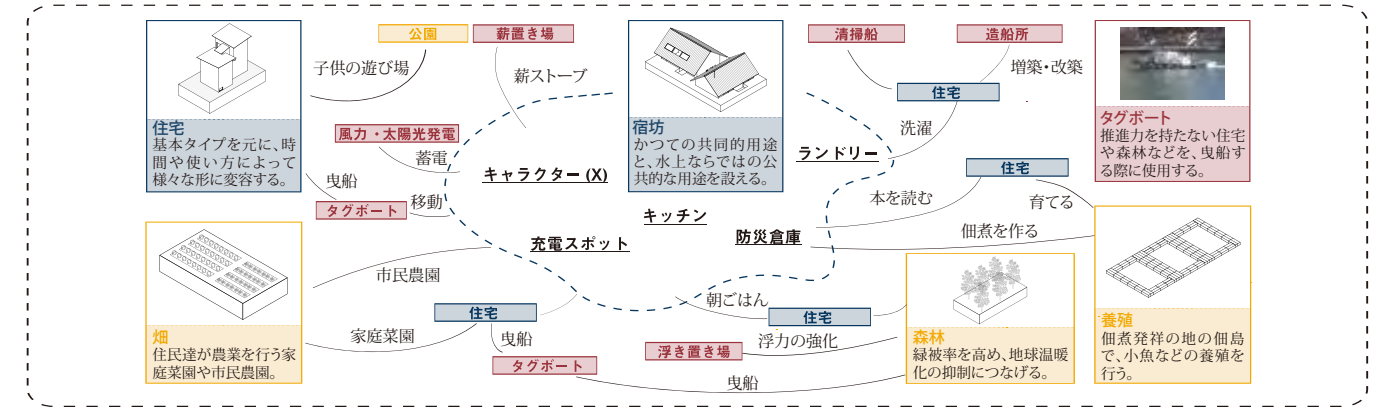 住宅
基本タイプを元に、時
間や使い方によって
様々な形に変容する。
公園
薪置き場
子供の遊び場
薪ストーブ
風力・太陽光発電
蓄電
曳船
タグボート
移動
キャラクター(X)
宿坊
かつての共同的用途
と、水上ならではの公
共的な用途を設える。
キッチン
充電スポット
防災倉庫
ランドリー
清掃船
造船所
増築・改築
住宅
洗濯
タグボート
推進力を持たない住宅
や森林などを、曳船す
る際に使用する。
住宅
本を読む
育てる
佃煮を作る
畑
住民達が農業を行う家
庭菜園や市民農園。
市民農園
家庭菜園
住宅
曳船
タグボート
朝ごはん
住宅
浮力の強化
浮き置き場
曳船
森林
緑被率を高め、地球温暖
化の抑制につなげる。
養殖
佃煮発祥の地の佃島
で、小魚などの養殖を
行う。